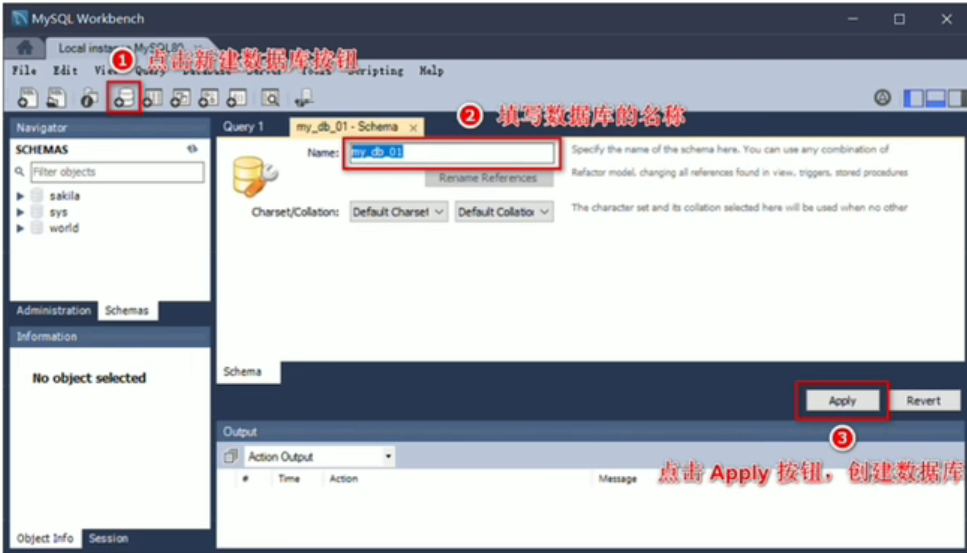 MySQL Workbench
Local instance MySQL80
① 点击新建数据库按钮
File Edit View Query Database Server Tools Scripting Help
② 填写数据库的名称
Navigator
SCHEMAS
Filter objects
sakila
sys
world
Administration Schemas
Information
No object selected
Object Info Session
Query 1 my_db_01 - Schema
Name: my_db_01
Specify the name of the schema here. You can use any combination of
Rename References
Refactor model, changing all references found in view, triggers, stored procedures
Charset/Collation: Default Charset Default Collation
The character set and its collation selected here will be used when no other
Schema
Apply Revert
③
点击 Apply 按钮，创建数据库
Output
Action Output
# Time Action Message